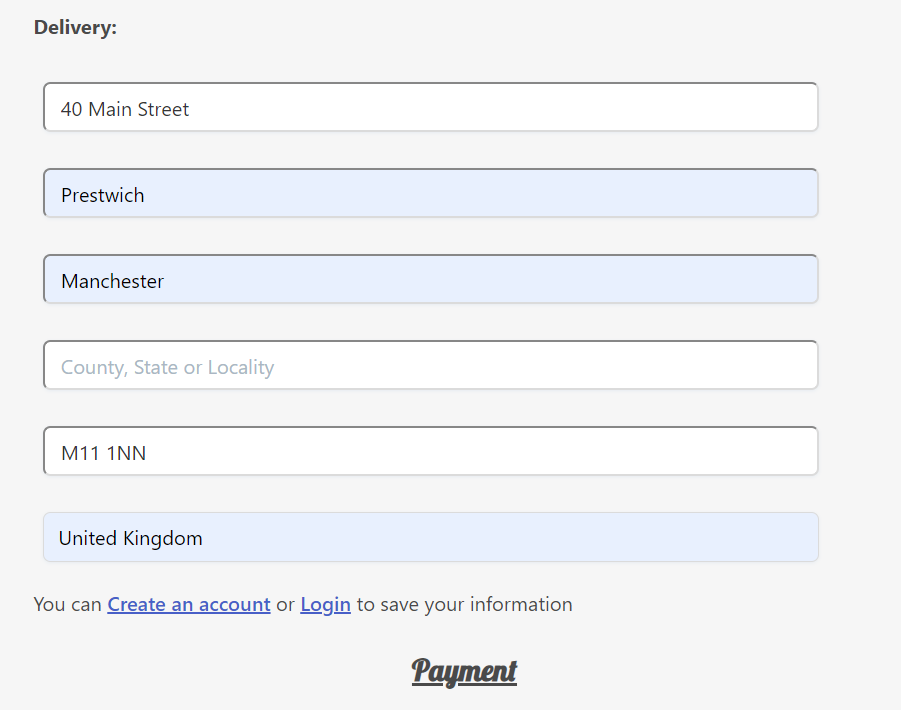 Delivery:
40 Main Street
Prestwich
Manchester
County, State or Locality
M11 1NN
United Kingdom
You can Create an account or Login to save your information
Payment